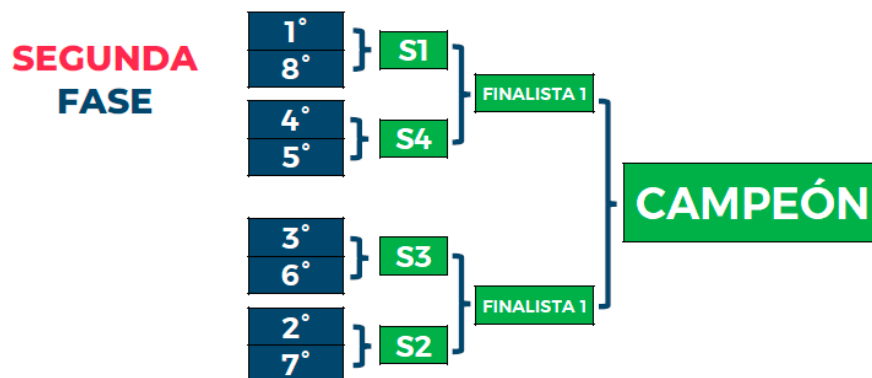 SEGUNDA
FASE
1°
8°
S1
4°
5°
S4
FINALISTA 1
3°
6°
S3
2°
7°
S2
FINALISTA 1
CAMPEÓN